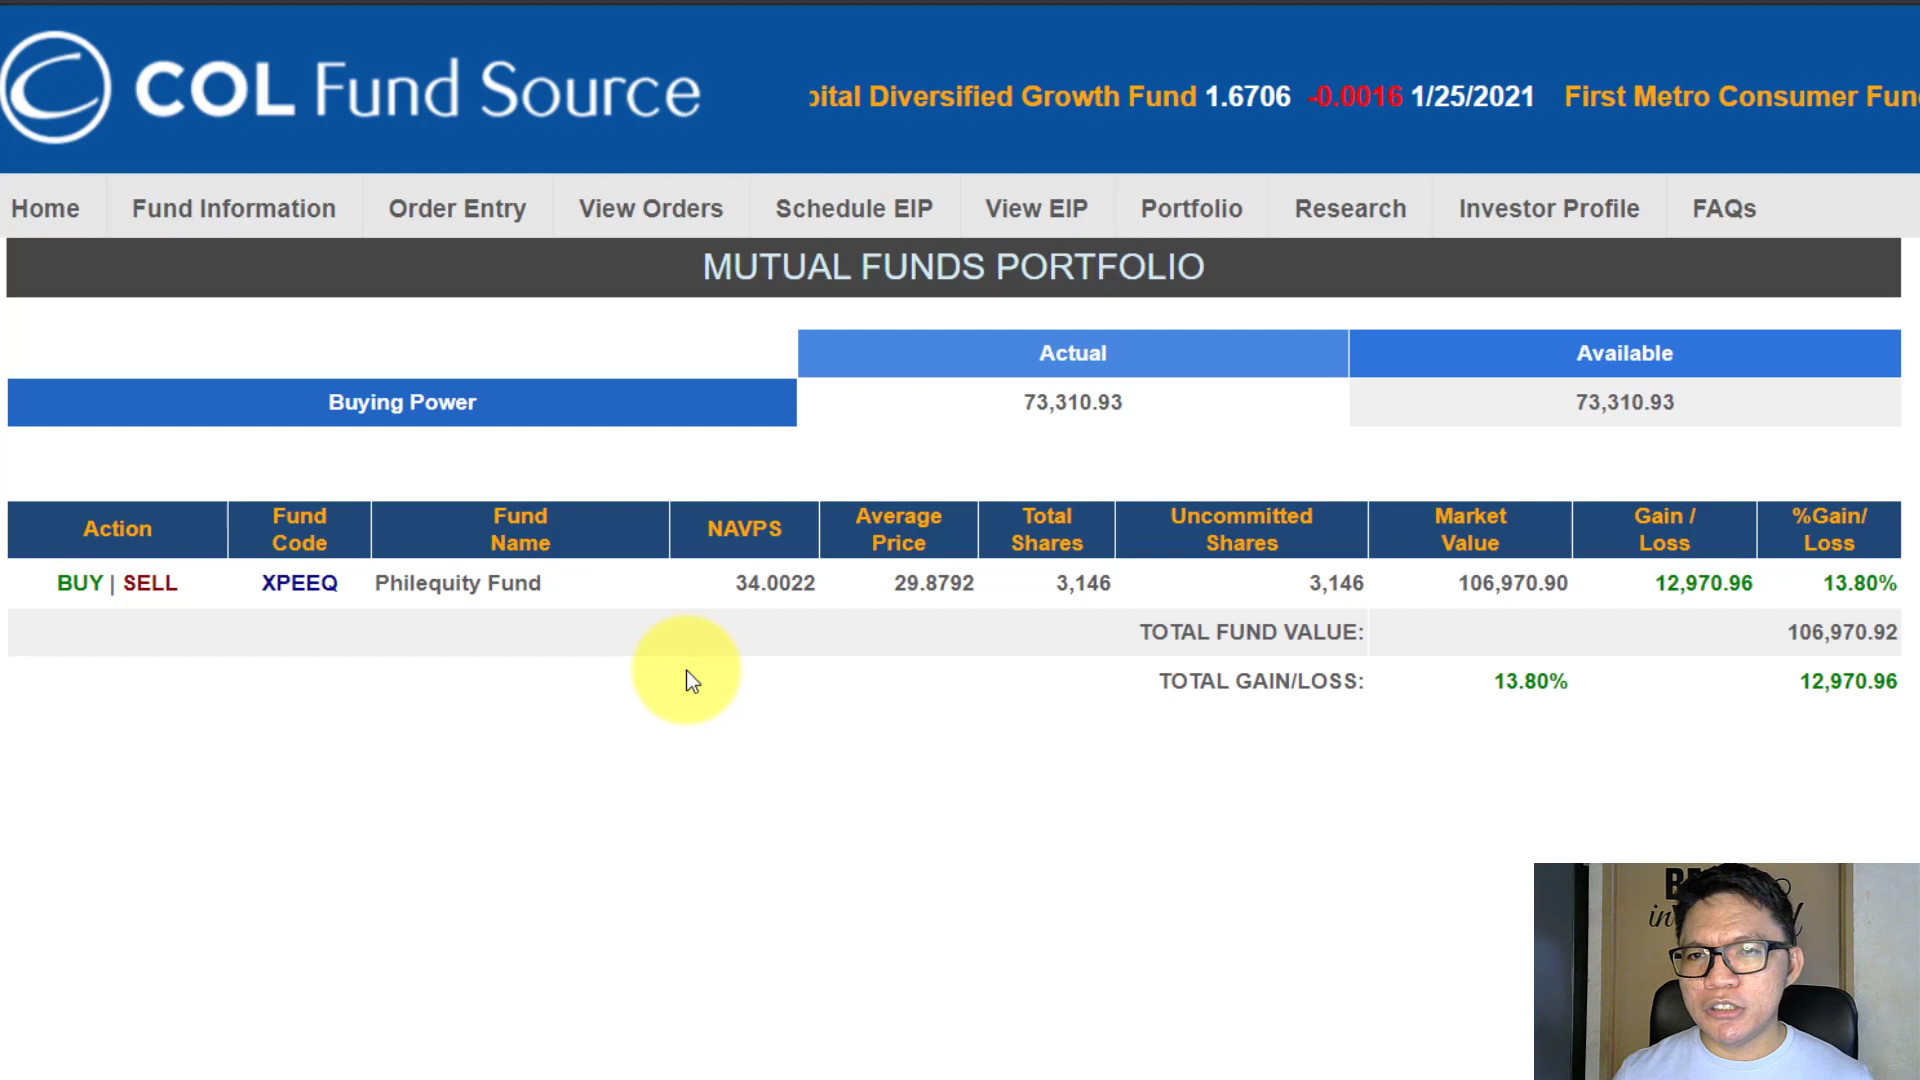 COL Fund Source
ital Diversified Growth Fund 1.6706 -0.0016 1/25/2021 First Metro Consumer Fun
Home Fund Information Order Entry View Orders Schedule EIP View EIP Portfolio Research Investor Profile FAQs
MUTUAL FUNDS PORTFOLIO
Actual Available
Buying Power 73,310.93 73,310.93
Action Fund Code Fund Name NAVPS Average Price Total Shares Uncommitted Shares Market Value Gain / Loss %Gain/ Loss
BUY | SELL XPEEQ Philequity Fund 34.0022 29.8792 3,146 3,146 106,970.90 12,970.96 13.80%
TOTAL FUND VALUE: 106,970.92
TOTAL GAIN/LOSS: 13.80% 12,970.96
in